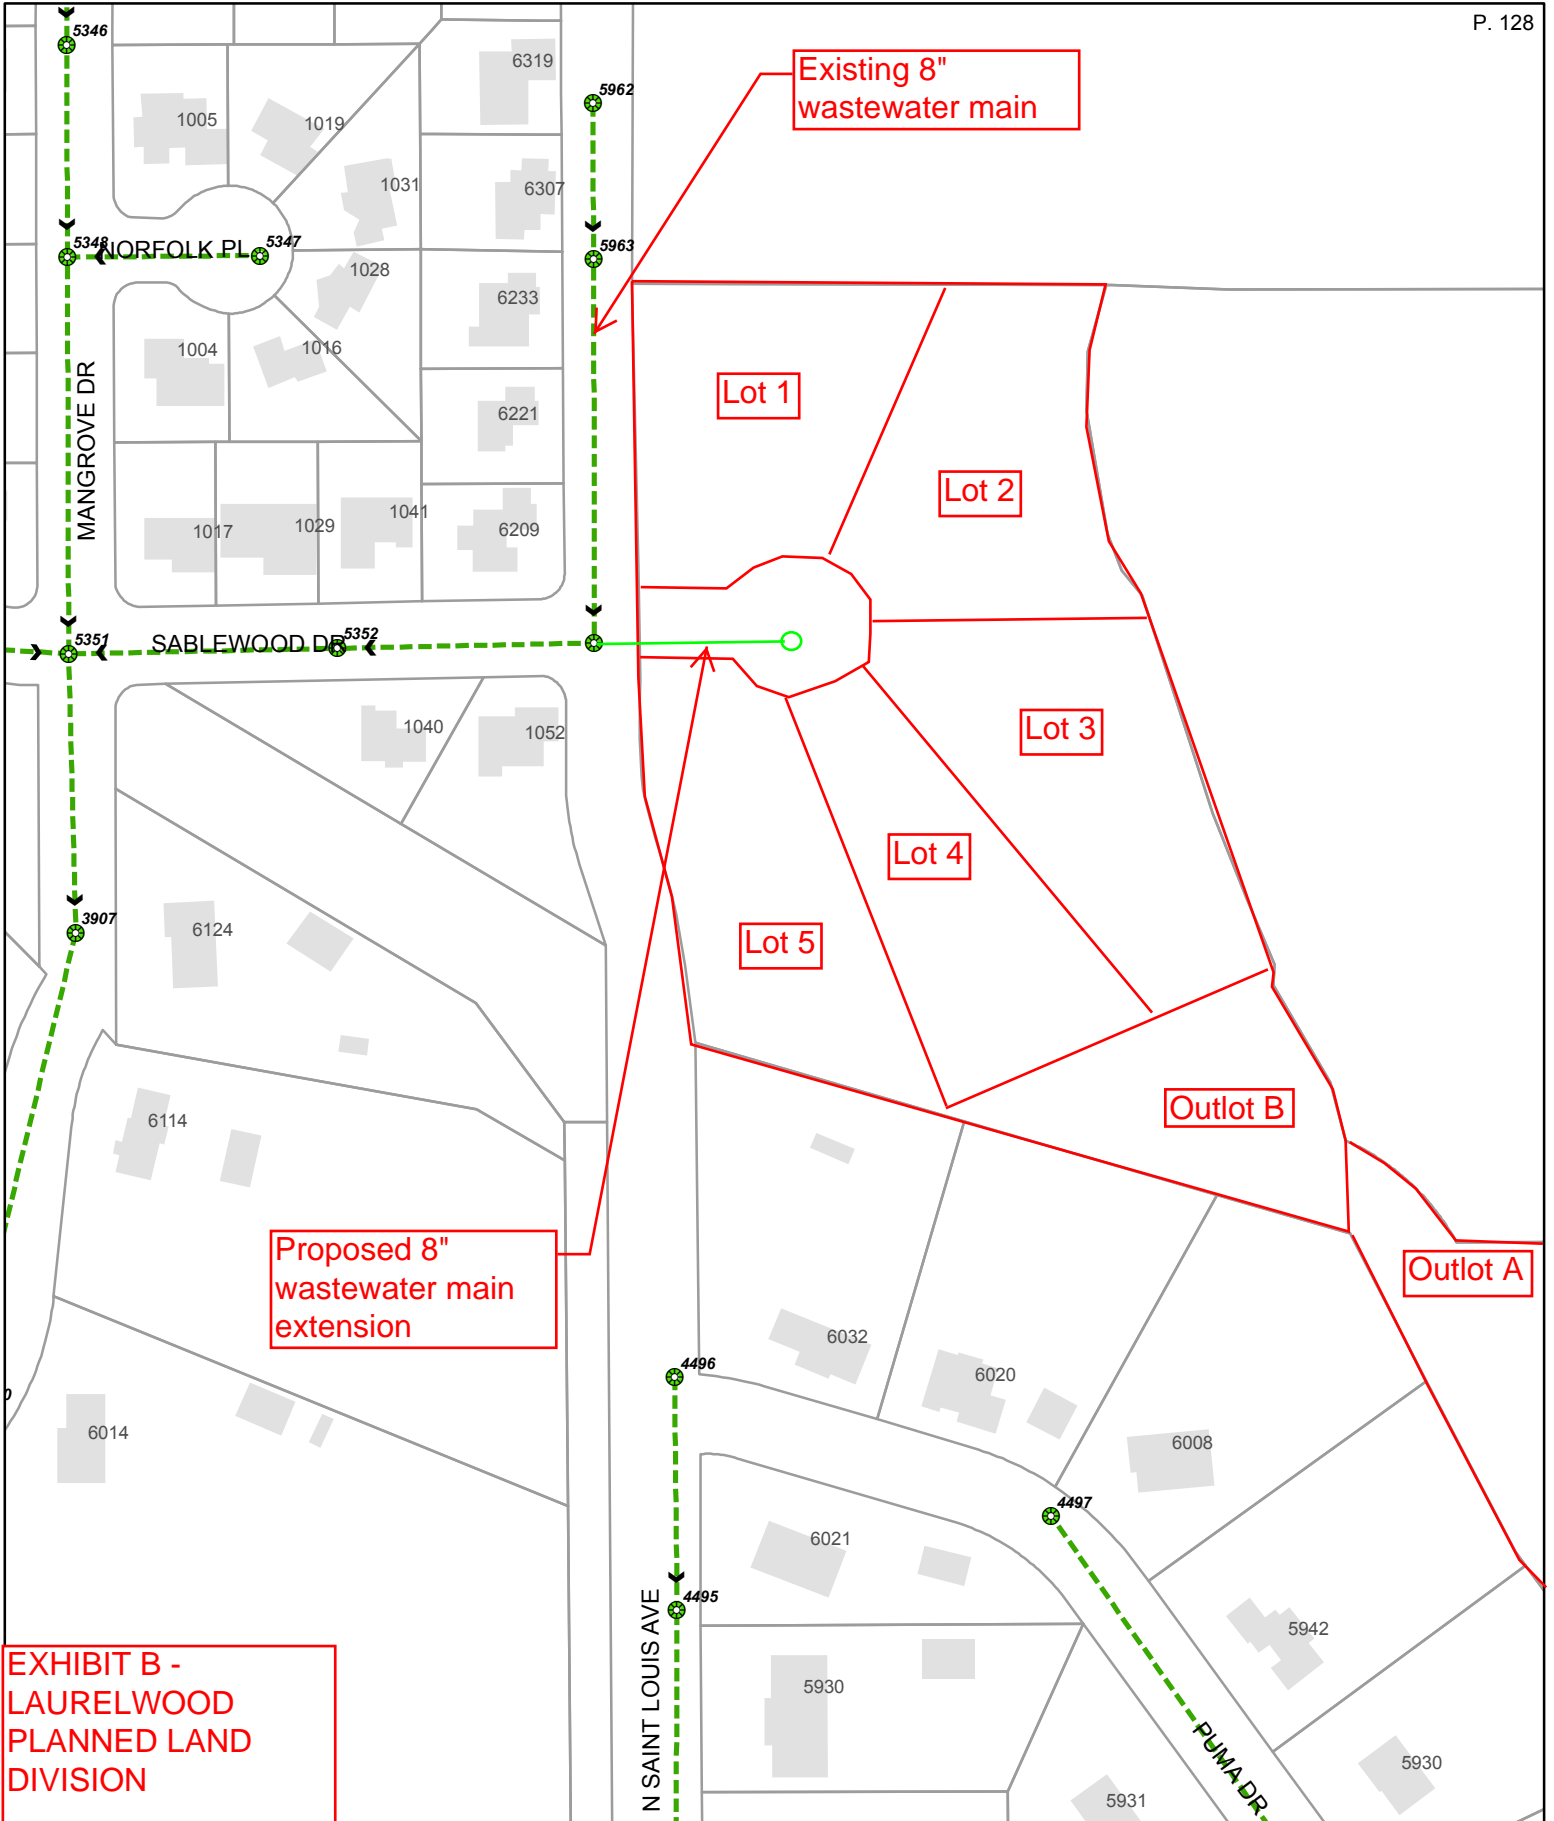 P. 128
5346
6319
Existing 8"
wastewater main
5962
1005
1019
1031
6307
5348
NORFOLK PL
5347
5963
1028
6233
1004
1016
MANGROVE DR
Lot 1
6221
Lot 2
1017
1029
1041
6209
5351
SABLEWOOD DR
5352
1040
1052
Lot 3
Lot 4
3907
6124
Lot 5
Outlot B
6114
Proposed 8"
wastewater main
extension
Outlot A
6032
4496
6020
0
6014
6008
4497
6021
4495
N SAINT LOUIS AVE
5942
EXHIBIT B -
LAURELWOOD
PLANNED LAND
DIVISION
5930
PUMA DR
5930
5931